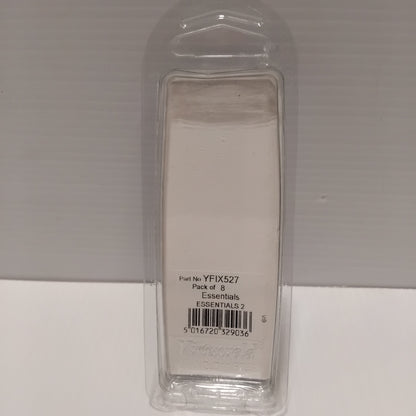 Part No YFIX527
Pack of 8
Essentials
ESSENTIALS 2
5 016720 329036